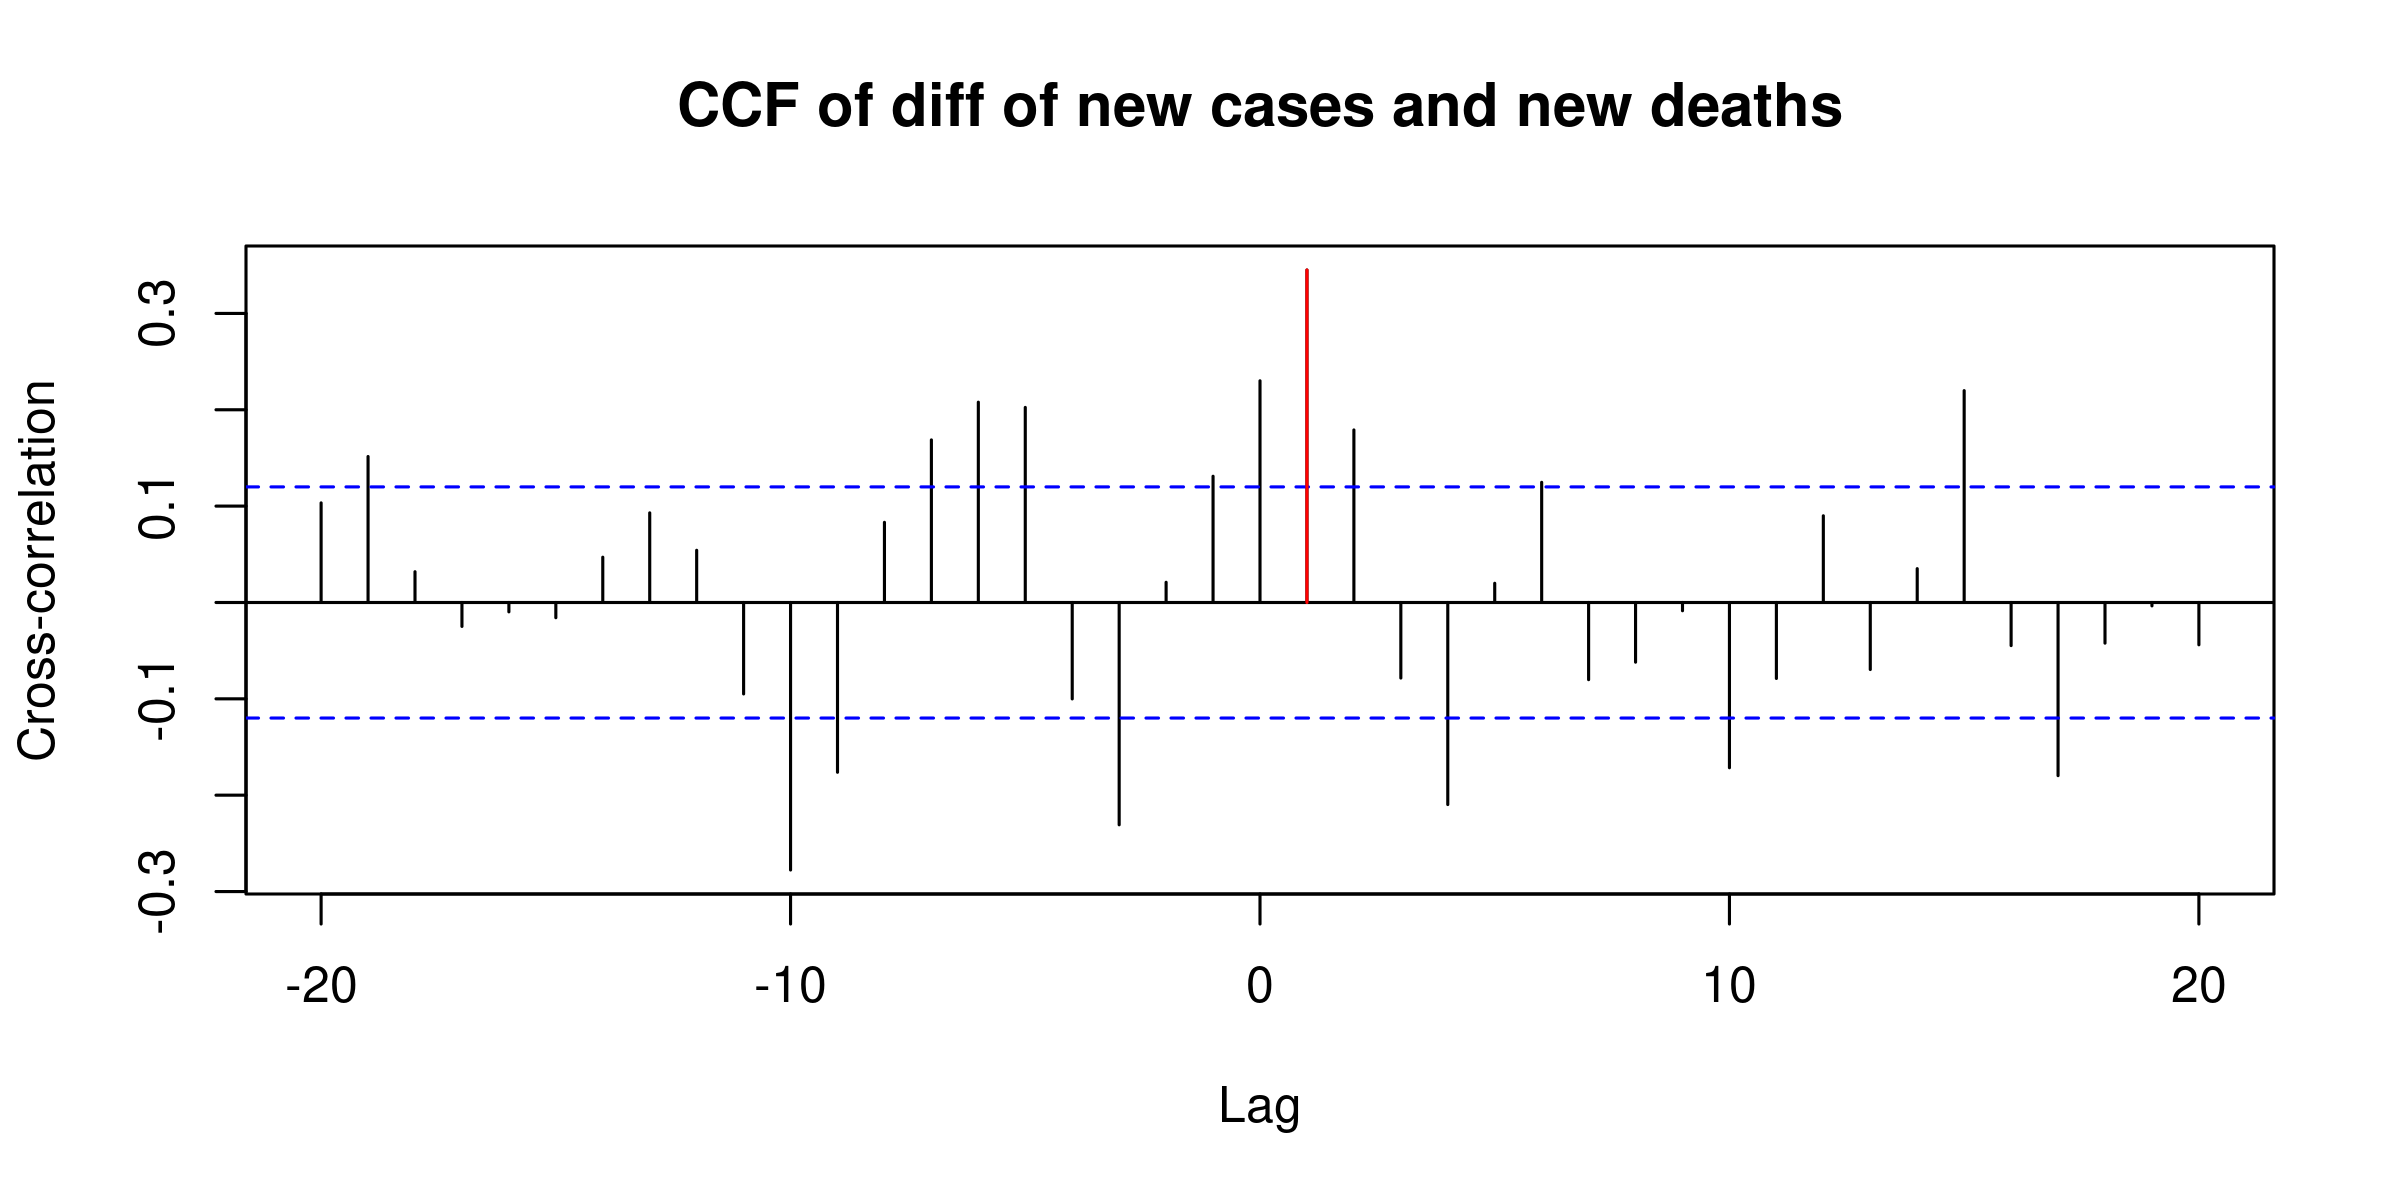 CCF of diff of new cases and new deaths
Cross-correlation
0.3
0.1
-0.1
-0.3
-20 -10 0 10 20
Lag